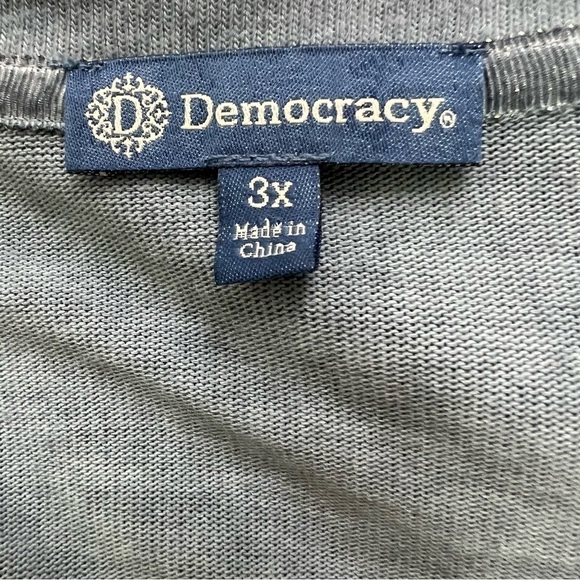 D Democracy®
3X
Made in
China